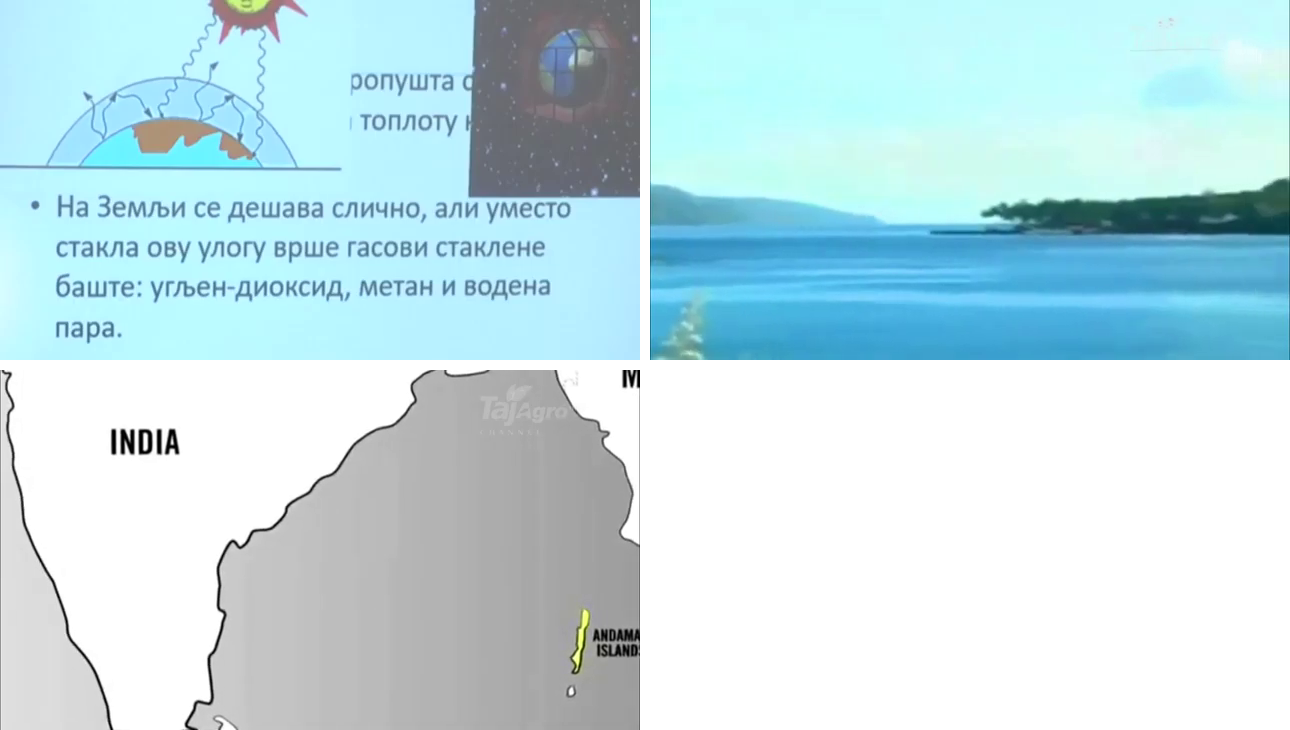 ропушта
топлоту
• На Земљи се дешава слично, али уместо
стакла ову улогу врше гасови стаклене
баште: угљен-диоксид, метан и водена
пара.
INDIA
TajAgro
CHANNEL
M
ANDAMA
ISLANDS